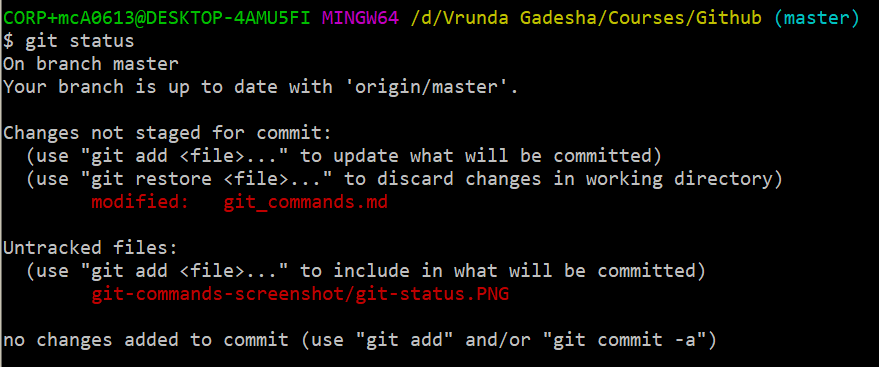 CORP+mcA0613@DESKTOP-4AMU5FI MINGW64 /d/Vrunda Gadesha/Courses/Github (master)
$ git status
On branch master
Your branch is up to date with 'origin/master'.
Changes not staged for commit:
(use "git add <file>..." to update what will be committed)
(use "git restore <file>..." to discard changes in working directory)
modified:   git_commands.md
Untracked files:
(use "git add <file>..." to include in what will be committed)
git-commands-screenshot/git-status.PNG
no changes added to commit (use "git add" and/or "git commit -a")